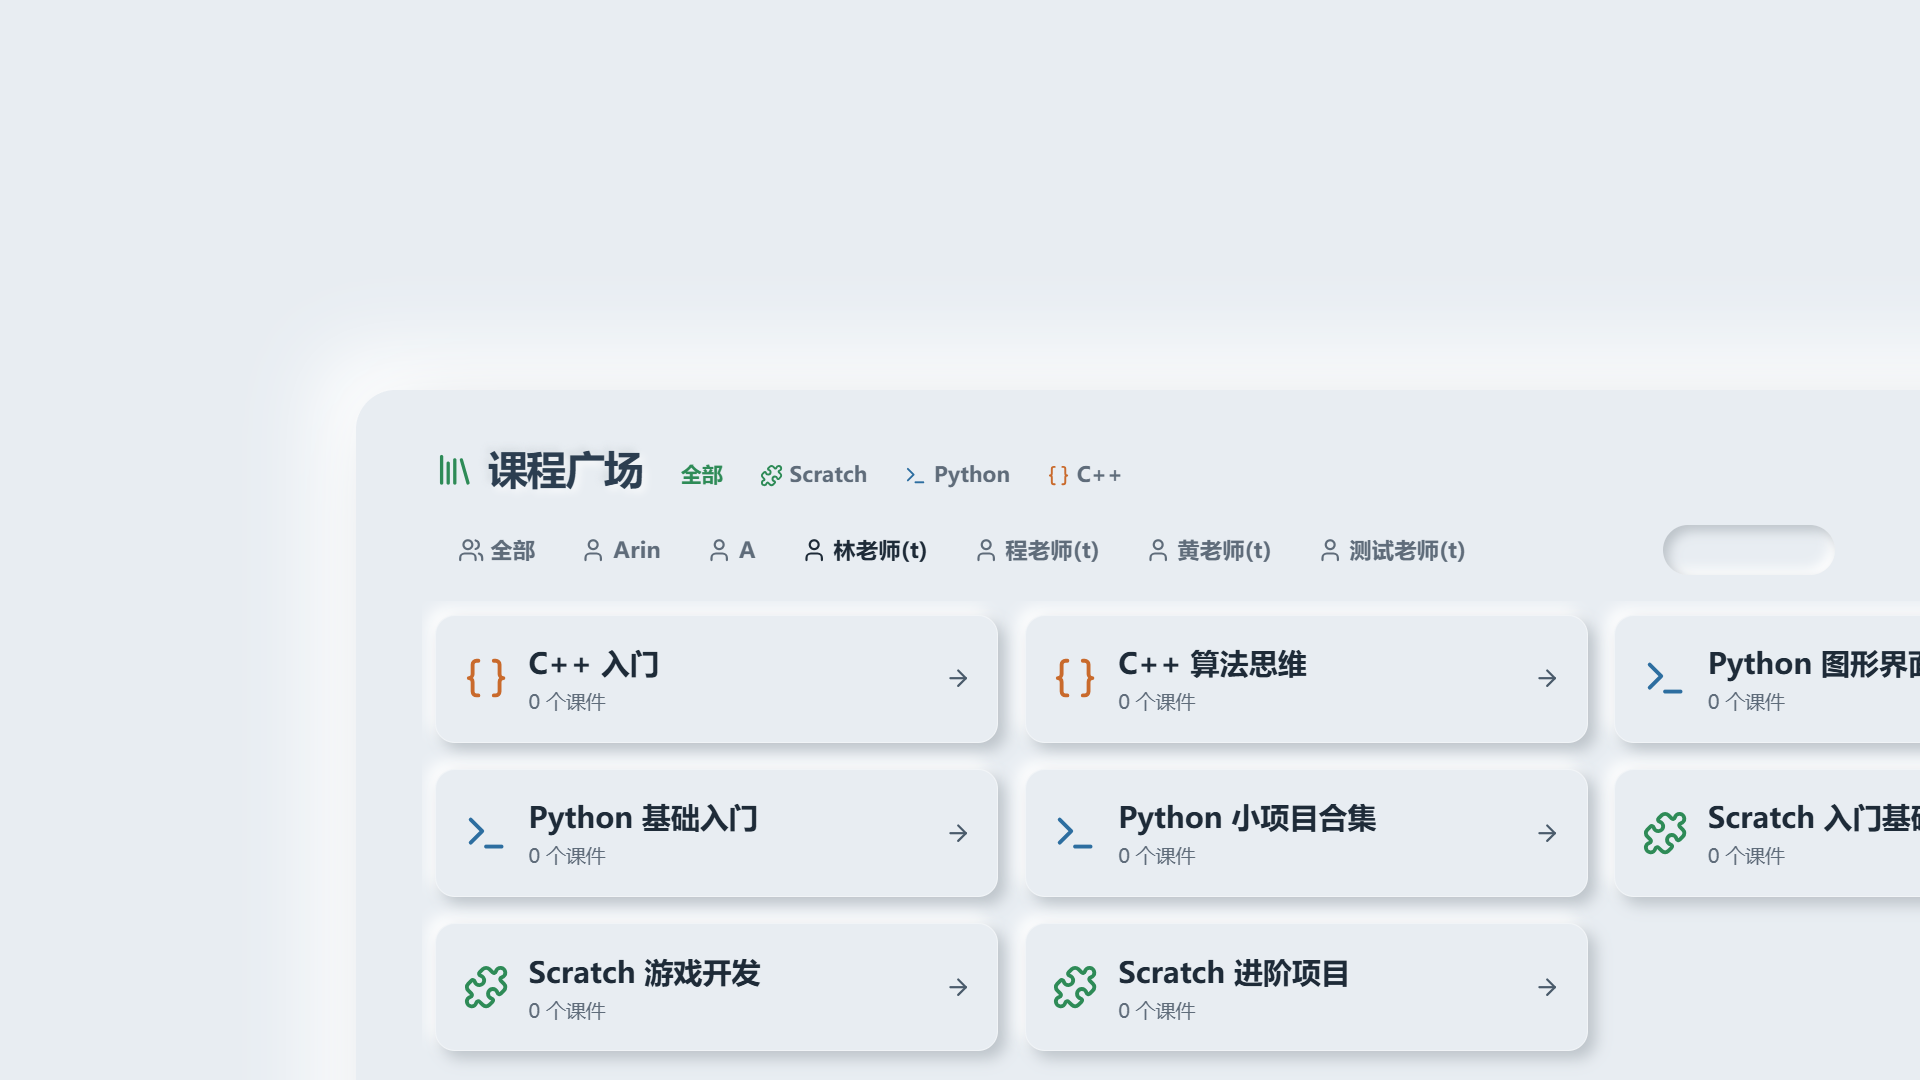 课程广场 全部 Scratch Python C++
全部 Arin A 林老师(t) 程老师(t) 黄老师(t) 测试老师(t)
C++ 入门
0 个课件
C++ 算法思维
0 个课件
Python 图形界面
0 个课件
Python 基础入门
0 个课件
Python 小项目合集
0 个课件
Scratch 入门基础
0 个课件
Scratch 游戏开发
0 个课件
Scratch 进阶项目
0 个课件